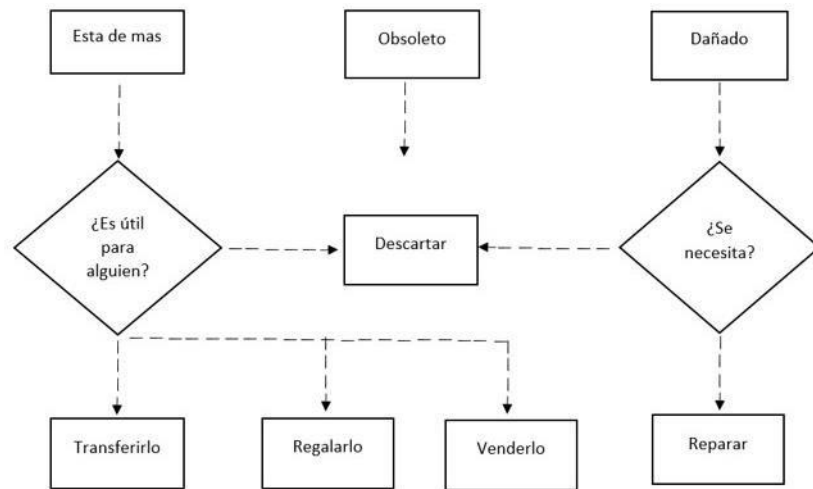 Esta de mas
Obsoleto
Dañado
¿Es útil
para
alguien?
Descartar
¿Se
necesita?
Transferirlo
Regalarlo
Venderlo
Reparar